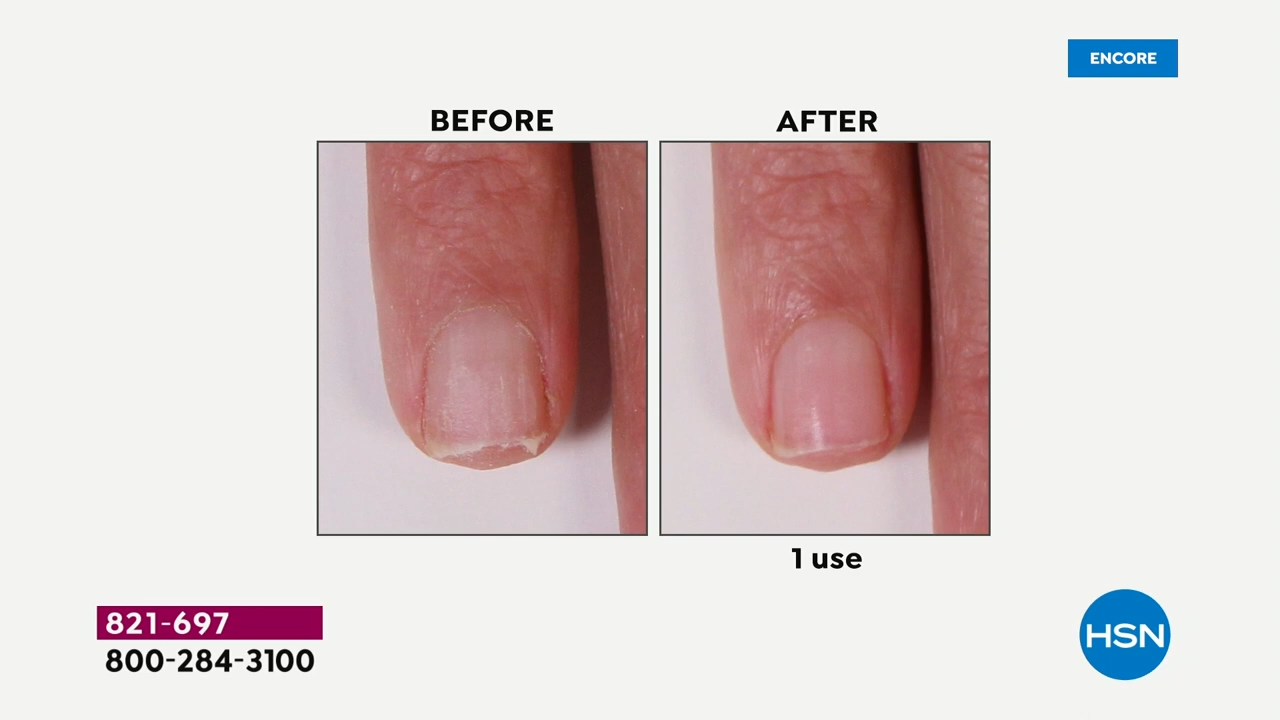 ENCORE
BEFORE
AFTER
1 use
821-697
800-284-3100
HSN